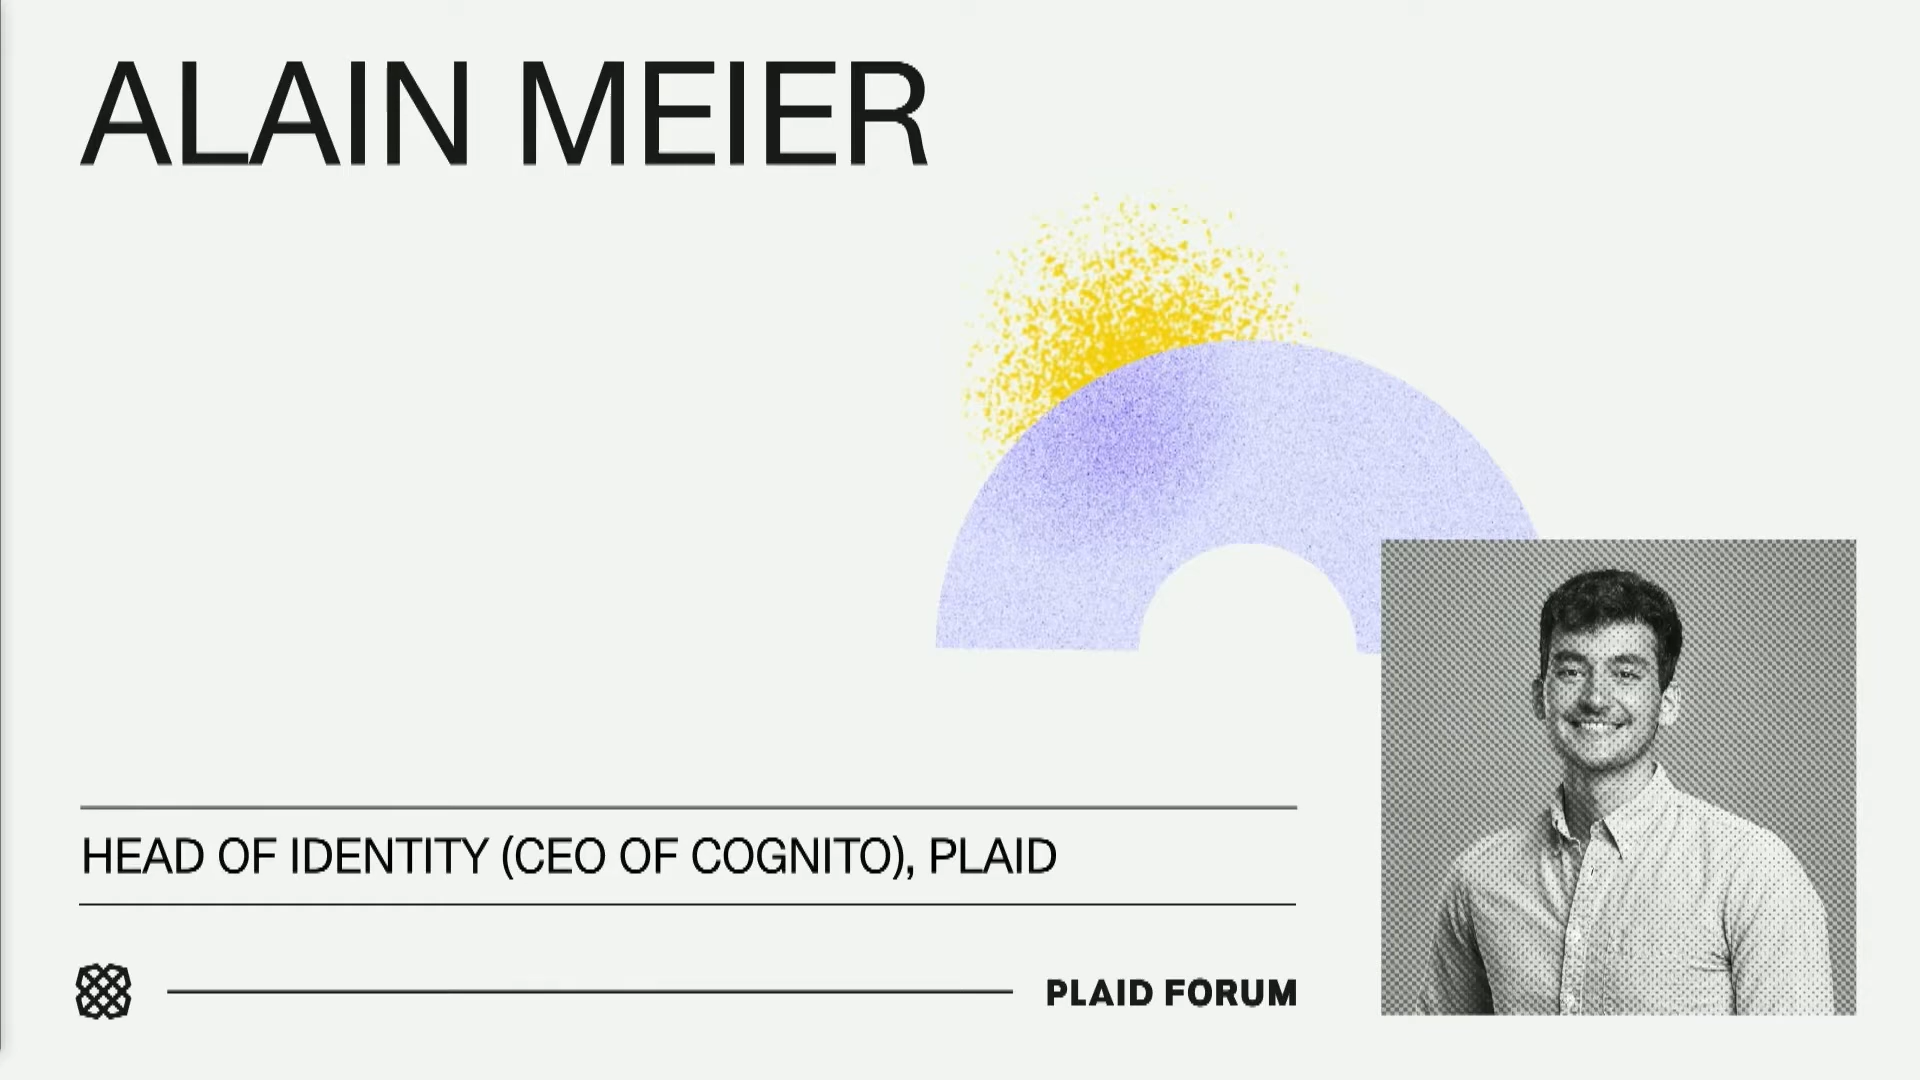 ALAIN MEIER
HEAD OF IDENTITY (CEO OF COGNITO), PLAID
PLAID FORUM